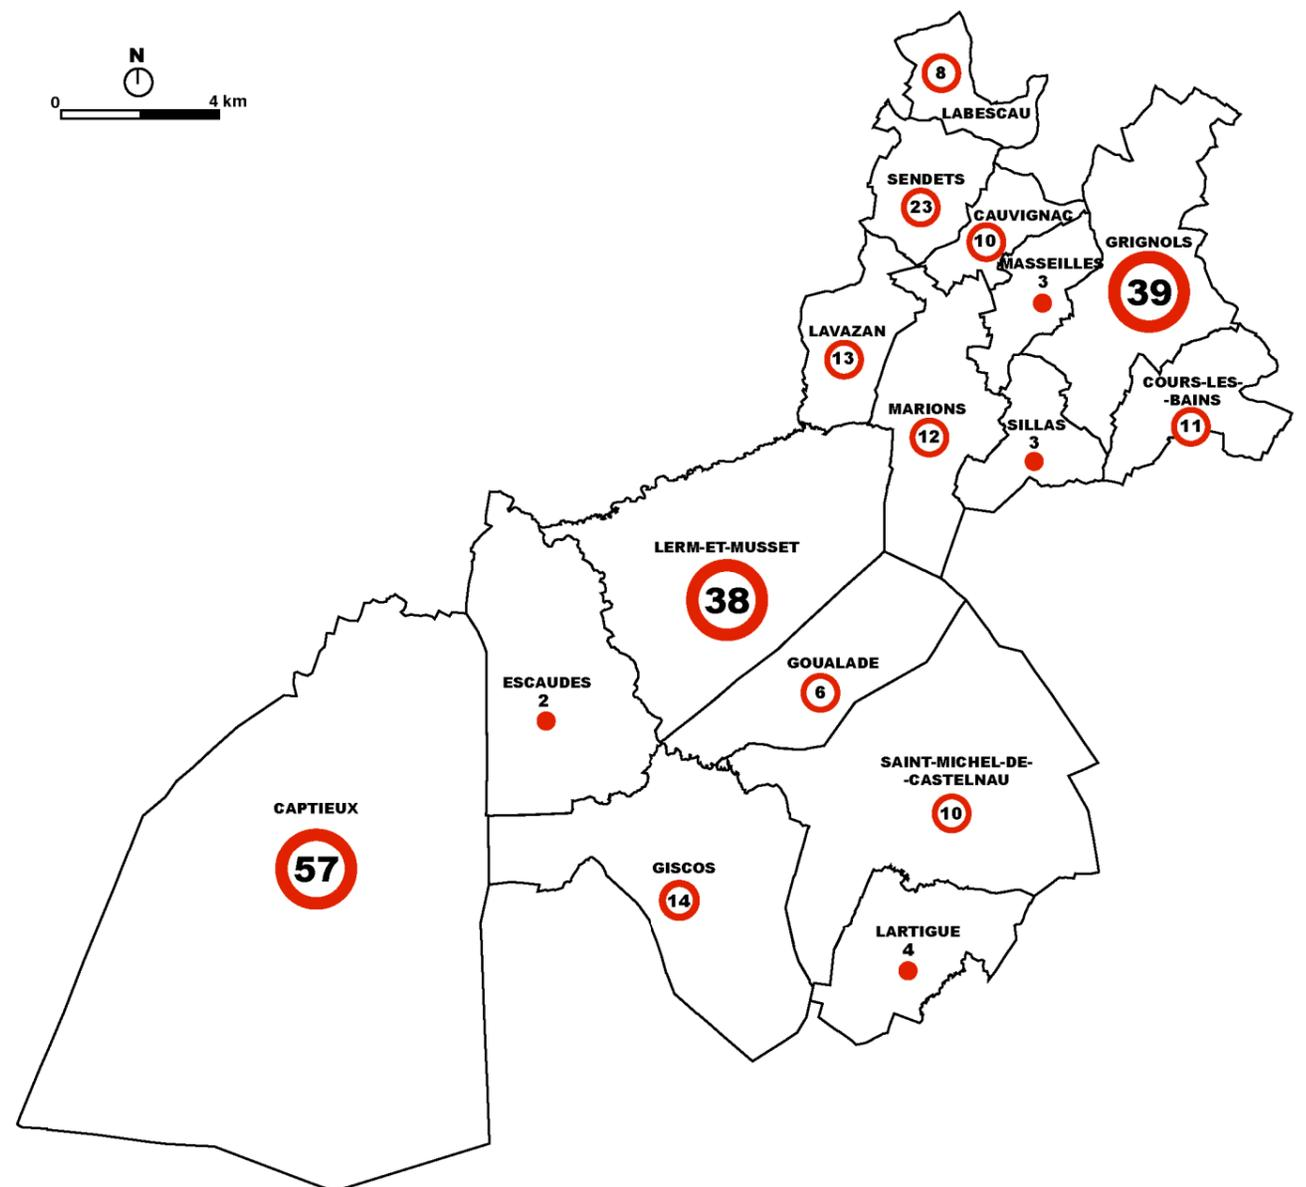 N
0 4 km
8
LABESCAU
SENDETS
23
CAUVIGNAC
10
GRIGNOLS
39
MASSEILLES
3
LAVAZAN
13
COURS-LES-
-BAINS
11
MARIONS
12
SILLAS
3
LERM-ET-MUSSET
38
GOUALADE
6
ESCAUDES
2
SAINT-MICHEL-DE-
-CASTELNAU
10
CAPTIEUX
57
GISCOS
14
LARTIGUE
4